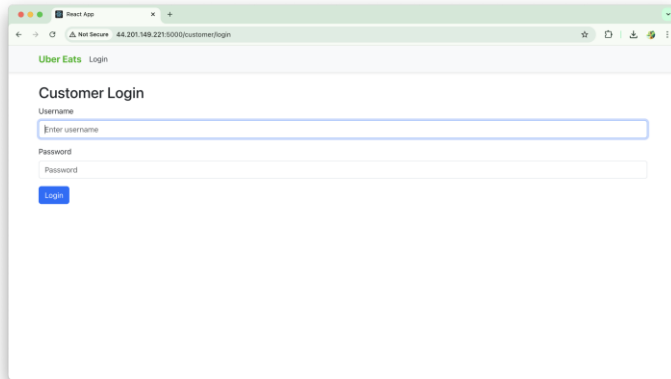 React App
Not Secure 44.201.149.221:5000/customer/login
Uber Eats Login
Customer Login
Username
Enter username
Password
Password
Login